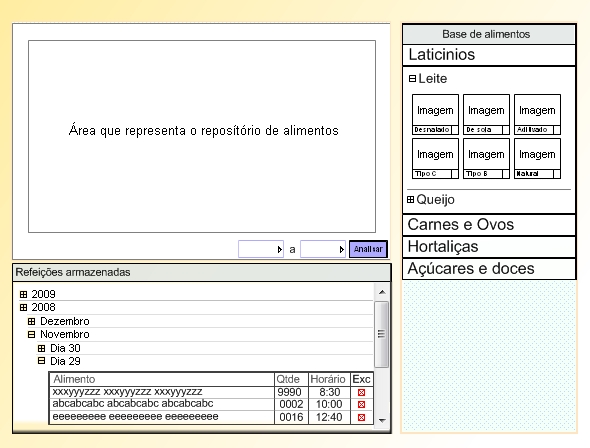 Área que representa o repositório de alimentos
a
Analisar
Refeições armazenadas
2009
2008
Dezembro
Novembro
Dia 30
Dia 29
Alimento Qtde Horário Exc
xxxyyyzzz xxxyyyzzz xxxyyyzzz 9990 8:30
abcabcabc abcabcabc abcabcabc 0002 10:00
eeeeeeeee eeeeeeeee eeeeeeeee 0016 12:40
Base de alimentos
Laticinios
Leite
Imagem Imagem Imagem
Desnatado De soja Aditivado
Imagem Imagem Imagem
Tipo C Tipo B Natural
Queijo
Carnes e Ovos
Hortaliças
Açúcares e doces